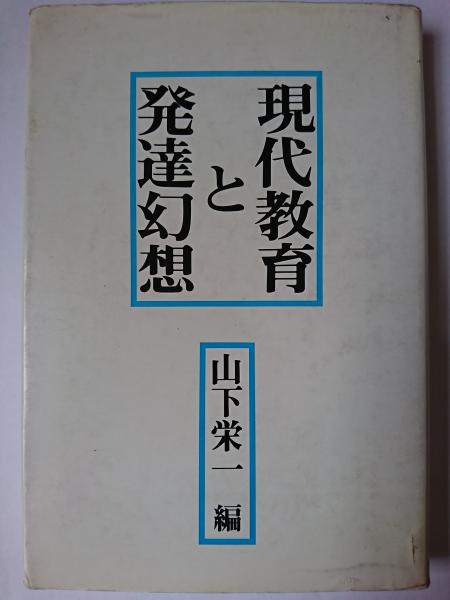 現代教育
と
発達幻想
山下栄一 編